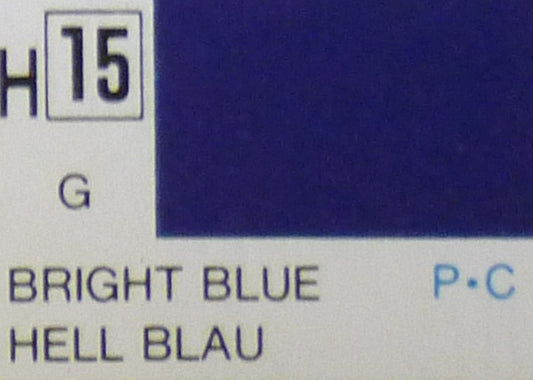 H 15
G
BRIGHT BLUE P•C
HELL BLAU